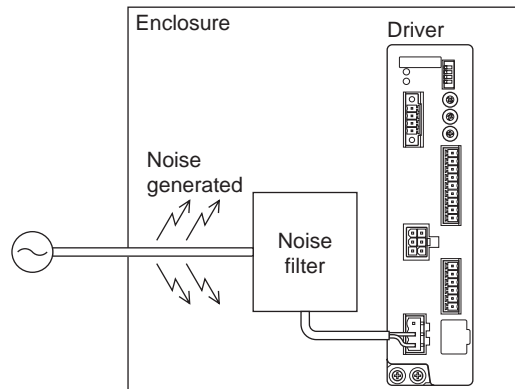 Enclosure
Driver
Noise
generated
Noise
filter